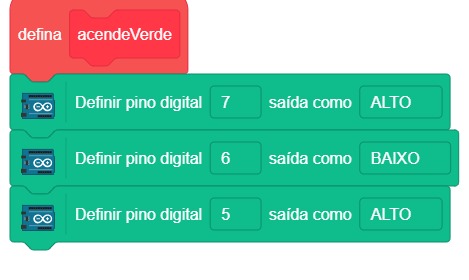 defina acendeVerde
Definir pino digital 7 saída como ALTO
Definir pino digital 6 saída como BAIXO
Definir pino digital 5 saída como ALTO